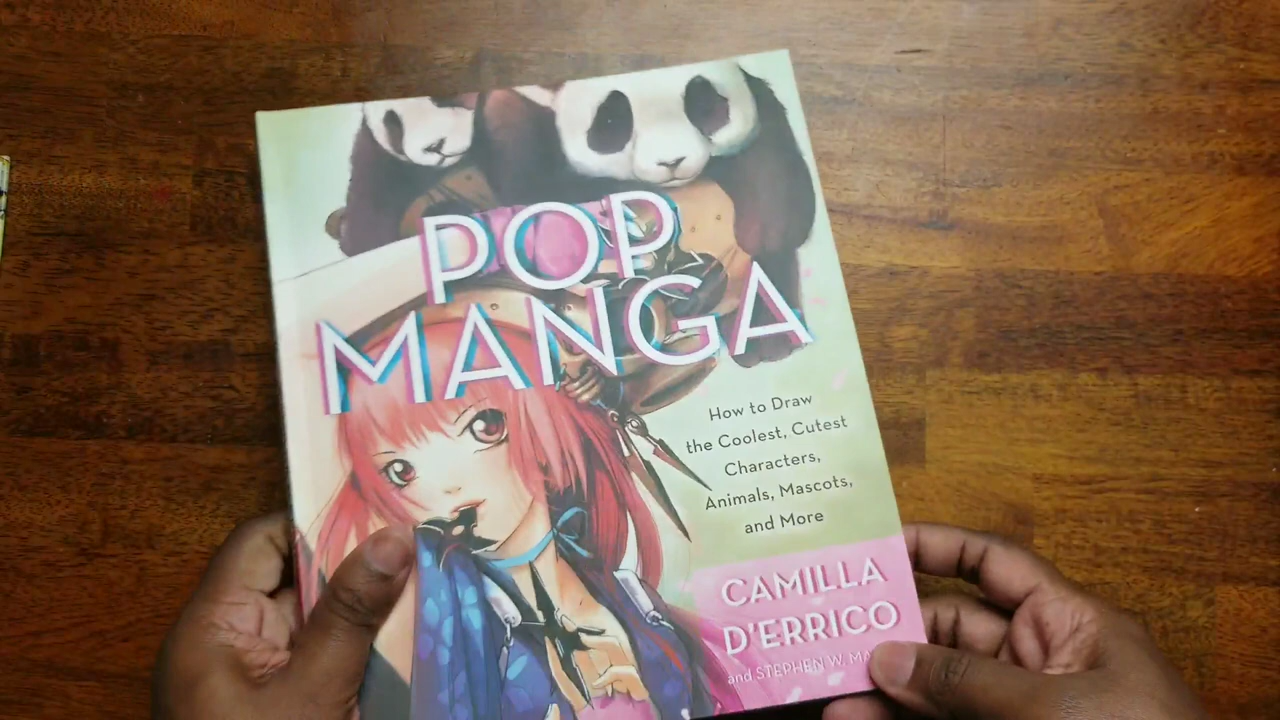 POP
MANGA
How to Draw
the Coolest, Cutest
Characters,
Animals, Mascots,
and More
CAMILLA
D'ERRICO
and STEPHEN W.